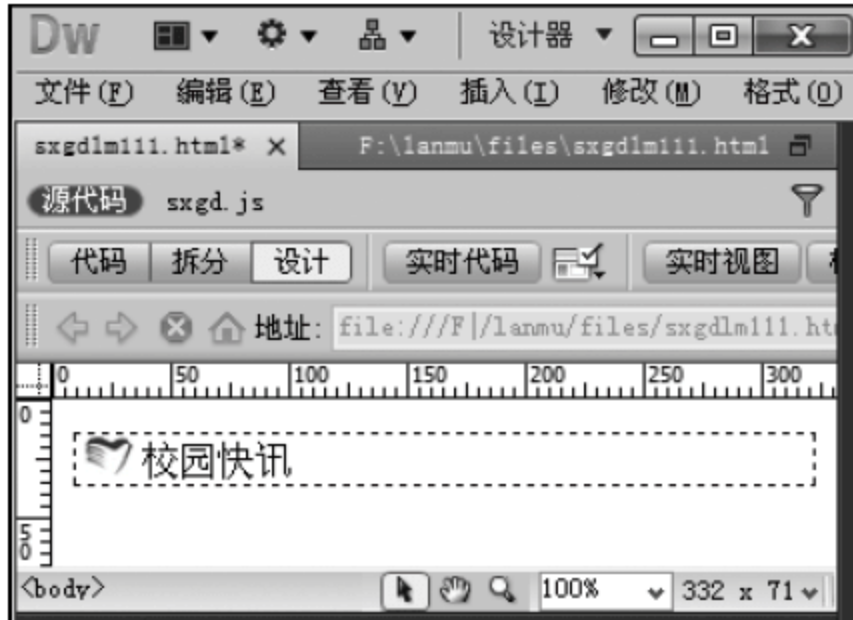 Dw 设计器
文件(F) 编辑(E) 查看(V) 插入(I) 修改(M) 格式(O)
sxgdlm111.html* F:\lanmu\files\sxgdlm111.html
源代码 sxgd.js
代码 拆分 设计 实时代码 实时视图
地址: file:///F|/lanmu/files/sxgdlm111.ht
0 50 100 150 200 250 300
0
校园快讯
50
<body> 100% 332 x 71